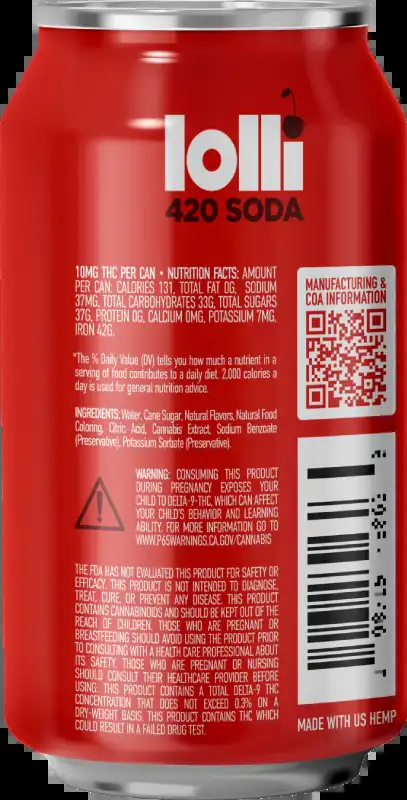 lolli
420 SODA
10MG THC PER CAN • NUTRITION FACTS: AMOUNT
PER CAN: CALORIES 131, TOTAL FAT 0G, SODIUM
37MG, TOTAL CARBOHYDRATES 33G, TOTAL SUGARS
37G, PROTEIN 0G, CALCIUM 0MG, POTASSIUM 7MG,
IRON 42G.
*The % Daily Value (DV) tells you how much a nutrient in a
serving of food contributes to a daily diet. 2,000 calories a
day is used for general nutrition advice.
INGREDIENTS: Water, Cane Sugar, Natural Flavors, Natural Food
Coloring, Citric Acid, Cannabis Extract, Sodium Benzoate
(Preservative), Potassium Sorbate (Preservative).
WARNING: CONSUMING THIS PRODUCT
DURING PREGNANCY EXPOSES YOUR
CHILD TO DELTA-9-THC, WHICH CAN AFFECT
YOUR CHILD'S BEHAVIOR AND LEARNING
ABILITY. FOR MORE INFORMATION GO TO
WWW.P65WARNINGS.CA.GOV/CANNABIS
THE FDA HAS NOT EVALUATED THIS PRODUCT FOR SAFETY OR
EFFICACY. THIS PRODUCT IS NOT INTENDED TO DIAGNOSE,
TREAT, CURE, OR PREVENT ANY DISEASE. THIS PRODUCT
CONTAINS CANNABINOIDS AND SHOULD BE KEPT OUT OF THE
REACH OF CHILDREN. THOSE WHO ARE PREGNANT OR
BREASTFEEDING SHOULD AVOID USING THE PRODUCT PRIOR
TO CONSULTING WITH A HEALTH CARE PROFESSIONAL ABOUT
ITS SAFETY. THOSE WHO ARE PREGNANT OR NURSING
SHOULD CONSULT THEIR HEALTHCARE PROVIDER BEFORE
USING. THIS PRODUCT CONTAINS A TOTAL DELTA-9 THC
CONCENTRATION THAT DOES NOT EXCEED 0.3% ON A
DRY-WEIGHT BASIS. THIS PRODUCT CONTAINS THC WHICH
COULD RESULT IN A FAILED DRUG TEST.
MANUFACTURING &
COA INFORMATION
MADE WITH US HEMP